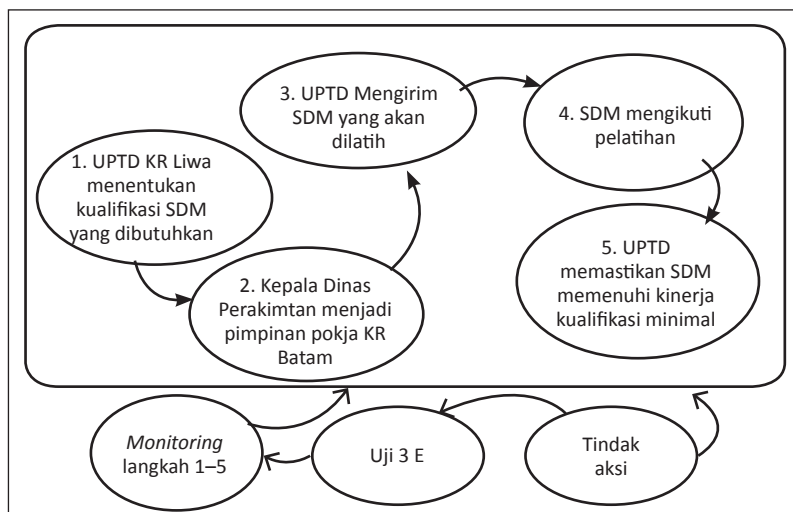 1. UPTD KR Liwa
menentukan
kualifikasi SDM
yang dibutuhkan
2. Kepala Dinas
Perakimtan menjadi
pimpinan pokja KR
Batam
3. UPTD Mengirim
SDM yang akan
dilatih
4. SDM mengikuti
pelatihan
5. UPTD
memastikan SDM
memenuhi kinerja
kualifikasi minimal
Monitoring
langkah 1–5
Uji 3 E
Tindak
aksi